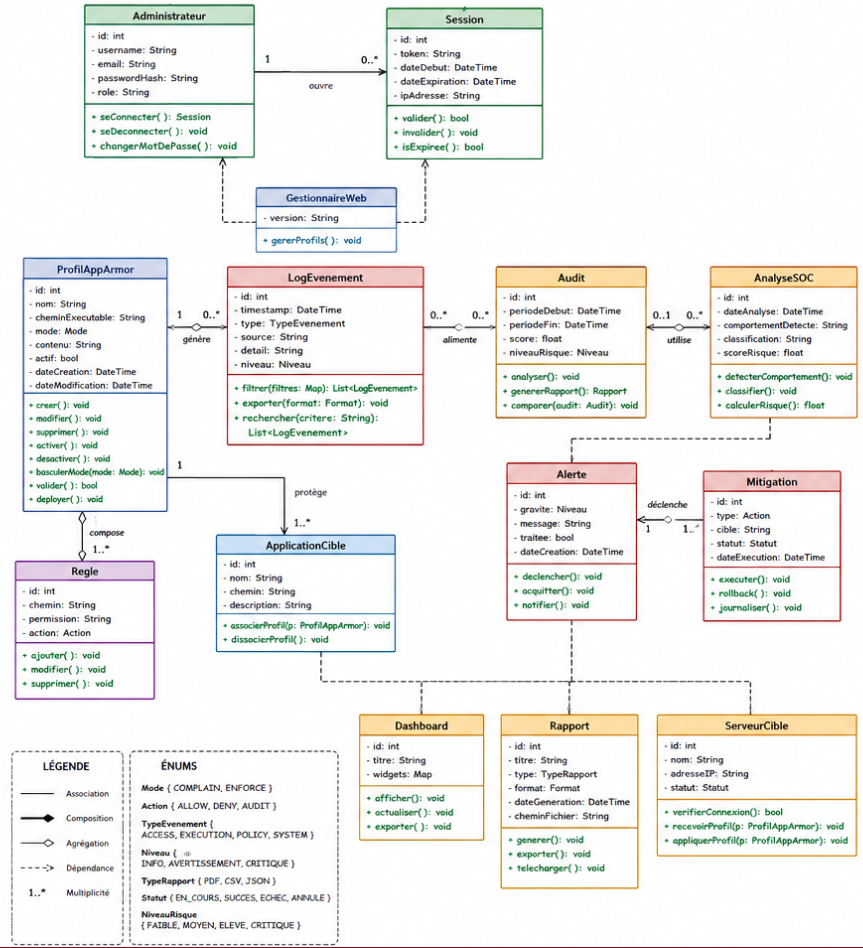 Administrateur
- id: int
- username: String
- email: String
- passwordHash: String
- role: String
+ seConnecter( ): Session
+ seDeconnecter( ): void
+ changerMotDePasse( ): void
1
0..*
ouvre
Session
- id: int
- token: String
- dateDebut: DateTime
- dateExpiration: DateTime
- ipAdresse: String
+ valider( ): bool
+ invalider( ): void
+ isExpiree( ): bool
GestionnaireWeb
- version: String
+ gererProfils( ): void
ProfilAppArmor
- id: int
- nom: String
- cheminExecutable: String
- mode: Mode
- contenu: String
- actif: bool
- dateCreation: DateTime
- dateModification: DateTime
+ creer( ): void
+ modifier( ): void
+ supprimer( ): void
+ activer( ): void
+ desactiver( ): void
+ basculerMode(mode: Mode): void
+ valider( ): bool
+ deployer( ): void
1
0..*
génère
LogEvenement
- id: int
- timestamp: DateTime
- type: TypeEvenement
- source: String
- detail: String
- niveau: Niveau
+ filtrer(filtres: Map): List<LogEvenement>
+ exporter(format: Format): void
+ rechercher(critere: String):
List<LogEvenement>
0..*
0..*
alimente
Audit
- id: int
- periodeDebut: DateTime
- periodeFin: DateTime
- score: float
- niveauRisque: Niveau
+ analyser(): void
+ genererRapport(): Rapport
+ comparer(audit: Audit): void
0..1
0..*
utilise
AnalyseSOC
- id: int
- dateAnalyse: DateTime
- comportementDetecte: String
- classification: String
- scoreRisque: float
+ detecterComportement(): void
+ classifier(): void
+ calculerRisque(): float
1
protège
1..*
compose
1..*
Regle
- id: int
- chemin: String
- permission: String
- action: Action
+ ajouter( ): void
+ modifier( ): void
+ supprimer( ): void
ApplicationCible
- id: int
- nom: String
- chemin: String
- description: String
+ associerProfil(p: ProfilAppArmor): void
+ dissocierProfil( ): void
Alerte
- id: int
- gravite: Niveau
- message: String
- traitee: bool
- dateCreation: DateTime
+ declencher(): void
+ acquitter( ): void
+ notifier( ): void
déclenche
1
1..*
Mitigation
- id: int
- type: Action
- cible: String
- statut: Statut
- dateExecution: DateTime
+ executer( ): void
+ rollback( ): void
+ journaliser( ): void
Dashboard
- id: int
- titre: String
- widgets: Map
+ afficher(): void
+ actualiser( ): void
+ exporter( ): void
Rapport
- id: int
- titre: String
- type: TypeRapport
- format: Format
- dateGeneration: DateTime
- cheminFichier: String
+ generer( ): void
+ exporter( ): void
+ telecharger( ): void
ServeurCible
- id: int
- nom: String
- adresseIP: String
- statut: Statut
+ verifierConnexion(): bool
+ recevoirProfil(p: ProfilAppArmor): void
+ appliquerProfil(p: ProfilAppArmor): void
LÉGENDE
Association
Composition
Agrégation
Dépendance
1..* Multiplicité
ÉNUMS
Mode { COMPLAIN, ENFORCE }
Action { ALLOW, DENY, AUDIT }
TypeEvenement {
ACCESS, EXECUTION, POLICY, SYSTEM }
Niveau {
INFO, AVERTISSEMENT, CRITIQUE }
TypeRapport { PDF, CSV, JSON }
Statut { EN_COURS, SUCCES, ECHEC, ANNULE }
NiveauRisque
{ FAIBLE, MOYEN, ELEVE, CRITIQUE }